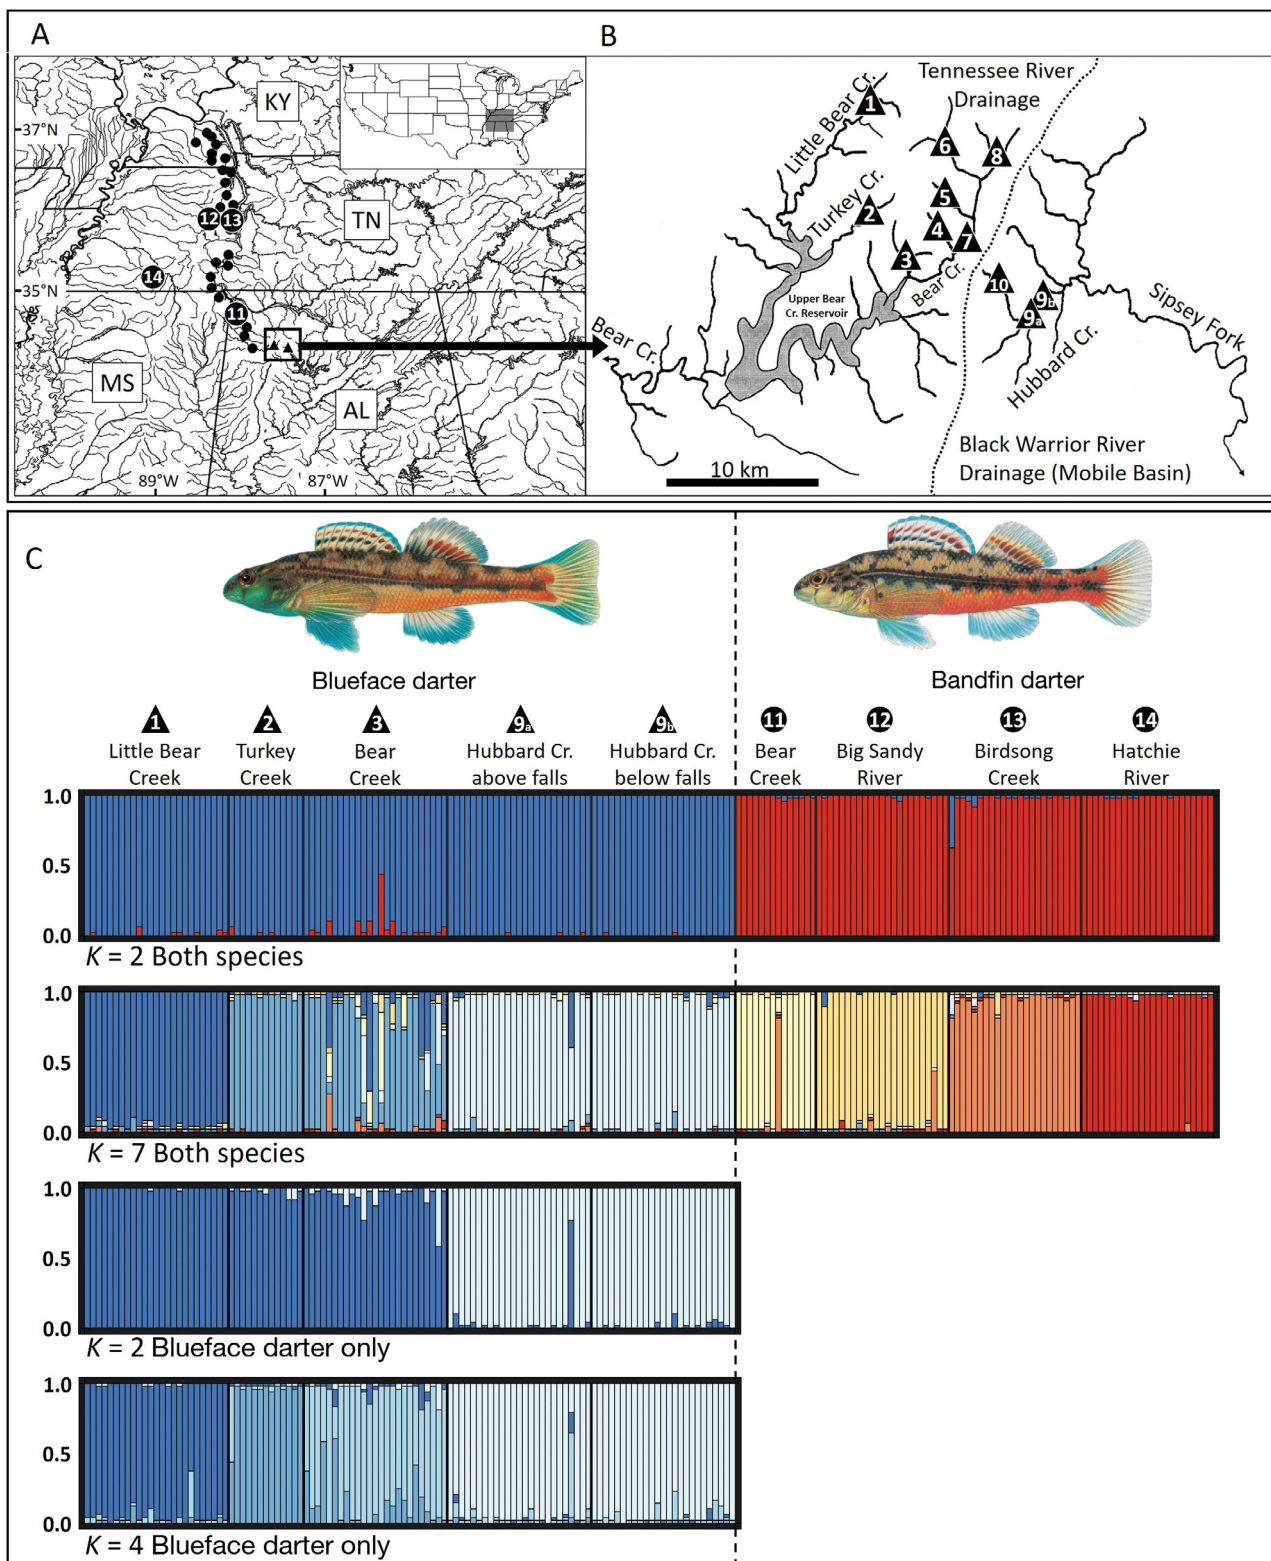 A
KY
37°N
TN
12
13
14
35°N
11
MS
AL
89°W
87°W
B
Tennessee River
Drainage
Little Bear Cr.
1
6
8
Turkey Cr.
2
5
4
7
3
Bear Cr.
10
9b
9a
Upper Bear
Cr. Reservoir
Sipsey Fork
Bear Cr.
Hubbard Cr.
10 km
Black Warrior River
Drainage (Mobile Basin)
C
Blueface darter
Bandfin darter
1
2
3
9a
9b
11
12
13
14
Little Bear
Creek
Turkey
Creek
Bear
Creek
Hubbard Cr.
above falls
Hubbard Cr.
below falls
Bear
Creek
Big Sandy
River
Birdsong
Creek
Hatchie
River
1.0
0.5
0.0
K = 2 Both species
1.0
0.5
0.0
K = 7 Both species
1.0
0.5
0.0
K = 2 Blueface darter only
1.0
0.5
0.0
K = 4 Blueface darter only